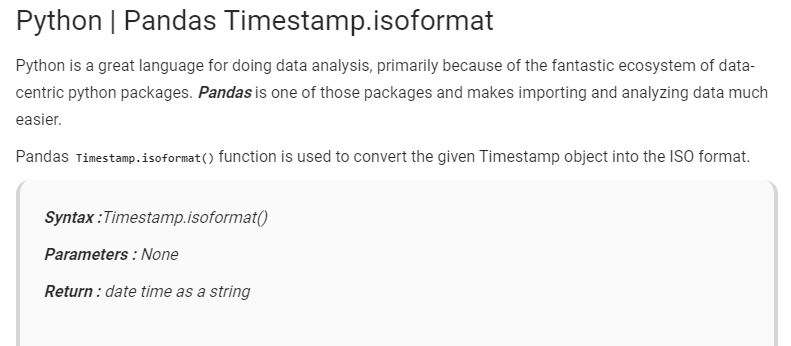 Python | Pandas Timestamp.isoformat
Python is a great language for doing data analysis, primarily because of the fantastic ecosystem of data-
centric python packages. Pandas is one of those packages and makes importing and analyzing data much
easier.
Pandas Timestamp.isoformat() function is used to convert the given Timestamp object into the ISO format.
Syntax :Timestamp.isoformat()
Parameters : None
Return : date time as a string